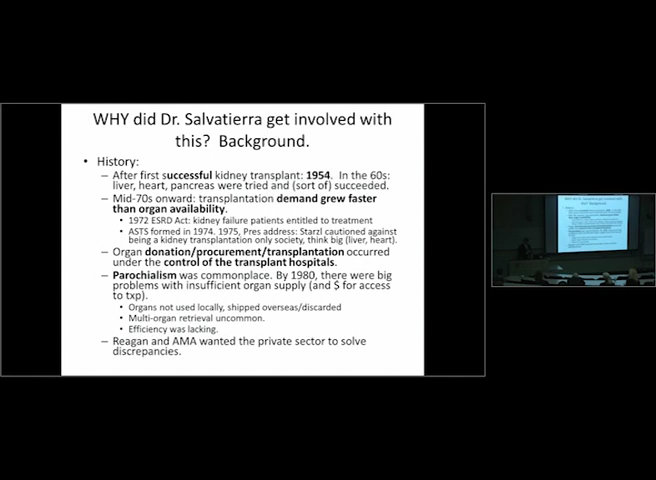 WHY did Dr. Salvatierra get involved with
this? Background.
• History:
– After first successful kidney transplant: 1954. In the 60s:
liver, heart, pancreas were tried and (sort of) succeeded.
– Mid-70s onward: transplantation demand grew faster
than organ availability.
• 1972 ESRD Act: kidney failure patients entitled to treatment
• ASTS formed in 1974. 1975, Pres address: Starzl cautioned against
being a kidney transplantation only society, think big (liver, heart).
– Organ donation/procurement/transplantation occurred
under the control of the transplant hospitals.
– Parochialism was commonplace. By 1980, there were big
problems with insufficient organ supply (and $ for access
to txp).
• Organs not used locally, shipped overseas/discarded
• Multi-organ retrieval uncommon.
• Efficiency was lacking.
– Reagan and AMA wanted the private sector to solve
discrepancies.